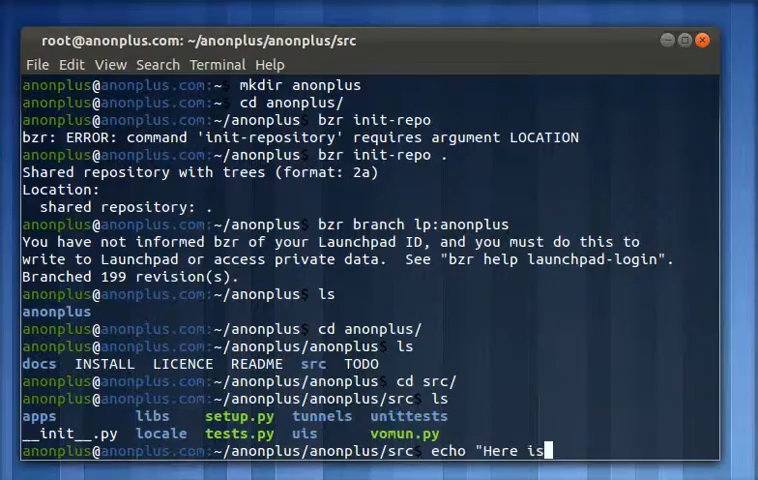 root@anonplus.com: ~/anonplus/anonplus/src
File Edit View Search Terminal Help
anonplus@anonplus.com:~$ mkdir anonplus
anonplus@anonplus.com:~$ cd anonplus/
anonplus@anonplus.com:~/anonplus$ bzr init-repo
bzr: ERROR: command 'init-repository' requires argument LOCATION
anonplus@anonplus.com:~/anonplus$ bzr init-repo .
Shared repository with trees (format: 2a)
Location:
  shared repository: .
anonplus@anonplus.com:~/anonplus$ bzr branch lp:anonplus
You have not informed bzr of your Launchpad ID, and you must do this to
write to Launchpad or access private data.  See "bzr help launchpad-login".
Branched 199 revision(s).
anonplus@anonplus.com:~/anonplus$ ls
anonplus
anonplus@anonplus.com:~/anonplus$ cd anonplus/
anonplus@anonplus.com:~/anonplus/anonplus$ ls
docs  INSTALL  LICENCE  README  src  TODO
anonplus@anonplus.com:~/anonplus/anonplus$ cd src/
anonplus@anonplus.com:~/anonplus/anonplus/src$ ls
apps         libs    setup.py  tunnels  unittests
__init__.py  locale  tests.py  uis      vomun.py
anonplus@anonplus.com:~/anonplus/anonplus/src$ echo "Here is